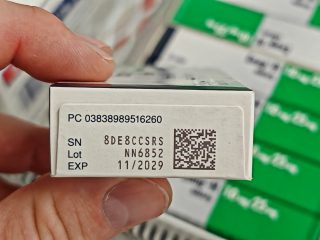 PC 03838989516260
SN 8DE8CCSRS
Lot NN6852
EXP 11/2029